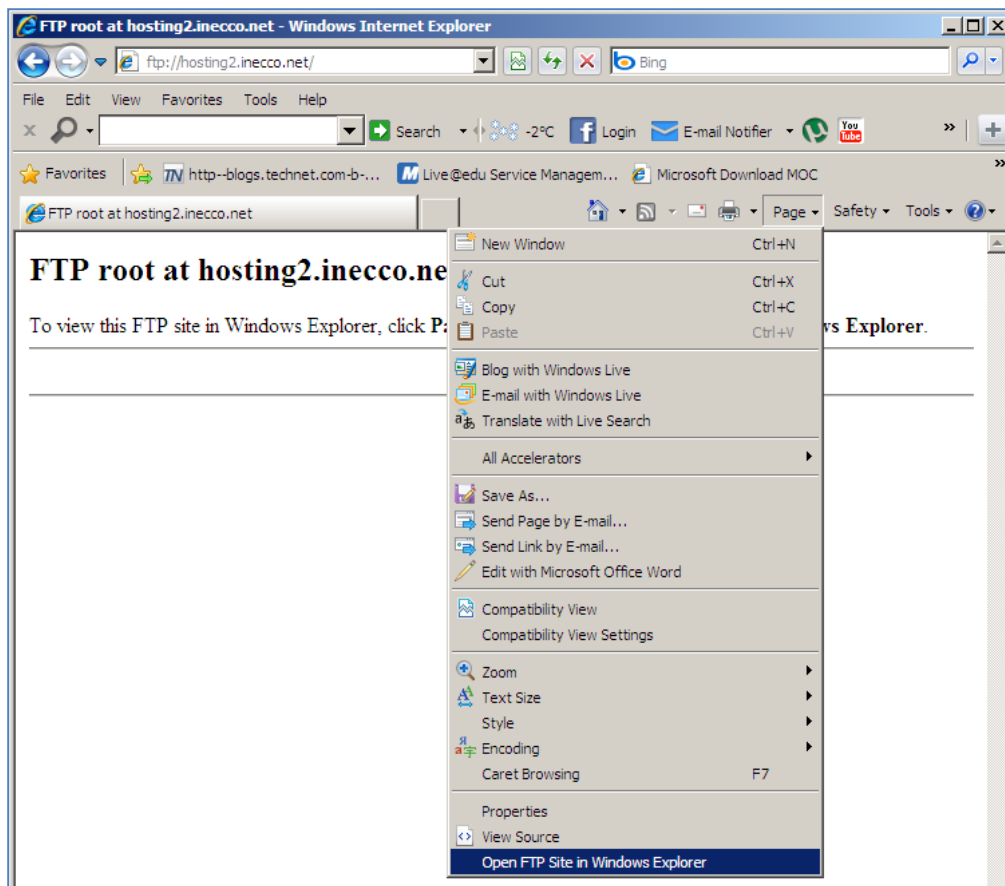 FTP root at hosting2.inecco.net - Windows Internet Explorer
ftp://hosting2.inecco.net/ Bing
File Edit View Favorites Tools Help
Search -2°C Login E-mail Notifier You Tube »
Favorites http--blogs.technet.com-b-... Live@edu Service Managem... Microsoft Download MOC »
FTP root at hosting2.inecco.net Page Safety Tools
New Window Ctrl+N
FTP root at hosting2.inecco.ne
Cut Ctrl+X
Copy Ctrl+C
To view this FTP site in Windows Explorer, click Pa vs Explorer.
Paste Ctrl+V
Blog with Windows Live
E-mail with Windows Live
Translate with Live Search
All Accelerators
Save As...
Send Page by E-mail...
Send Link by E-mail...
Edit with Microsoft Office Word
Compatibility View
Compatibility View Settings
Zoom
Text Size
Style
Encoding
Caret Browsing F7
Properties
View Source
Open FTP Site in Windows Explorer